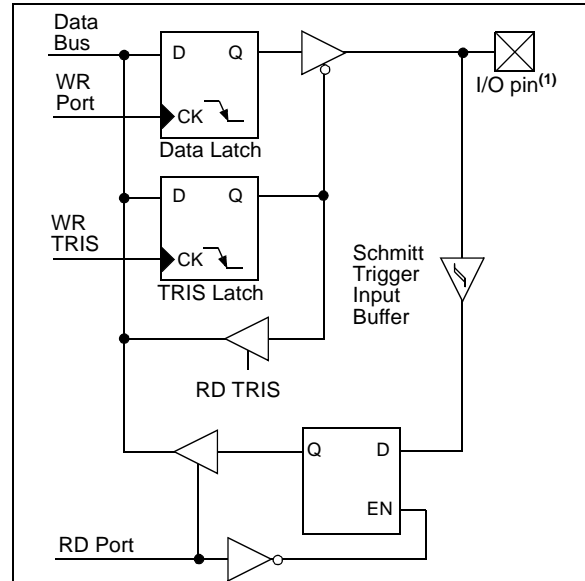 Data
Bus
D
Q
I/O pin(1)
WR
Port
CK
Data Latch
D
Q
WR
TRIS
CK
TRIS Latch
Schmitt
Trigger
Input
Buffer
RD TRIS
Q
D
EN
RD Port